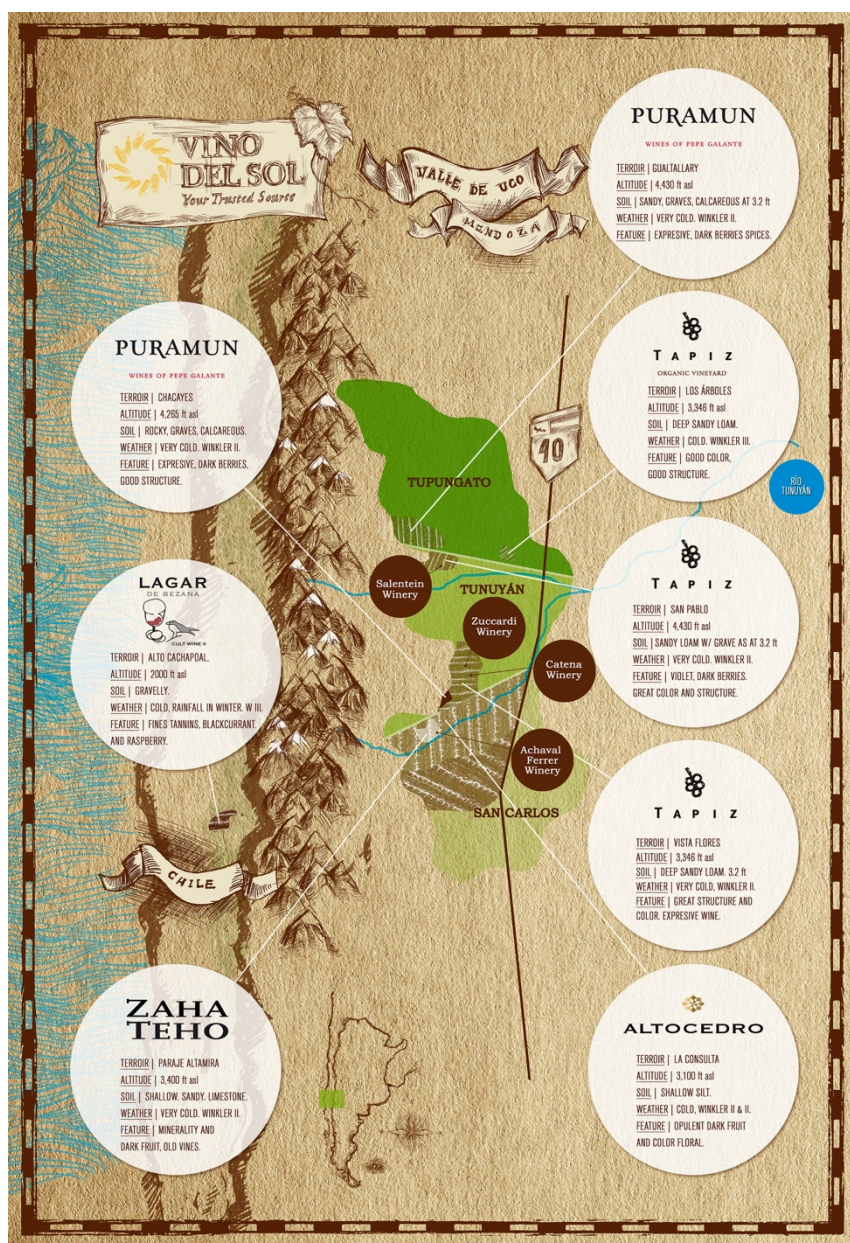 VINO
DEL SOL
Your Trusted Source
VALLE DE UCO
MENDOZA
PURAMUN
WINES OF PEPE GALANTE
TERROIR | GUALTALLARY
ALTITUDE | 4,430 ft asl
SOIL | SANDY, GRAVES, CALCAREOUS AT 3.2 ft
WEATHER | VERY COLD. WINKLER II.
FEATURE | EXPRESIVE, DARK BERRIES SPICES.
PURAMUN
WINES OF PEPE GALANTE
TERROIR | CHACAYES
ALTITUDE | 4,265 ft asl
SOIL | ROCKY, GRAVES, CALCAREOUS.
WEATHER | VERY COLD. WINKLER II.
FEATURE | EXPRESIVE, DARK BERRIES,
GOOD STRUCTURE.
TAPIZ
ORGANIC VINEYARD
TERROIR | LOS ÁRBOLES
ALTITUDE | 3,346 ft asl
SOIL | DEEP SANDY LOAM.
WEATHER | COLD. WINKLER III.
FEATURE | GOOD COLOR,
GOOD STRUCTURE.
40
RÍO
TUNUYÁN
TUPUNGATO
Salentein
Winery
TUNUYÁN
Zuccardi
Winery
Catena
Winery
Achaval
Ferrer
Winery
SAN CARLOS
LAGAR
DE BEZANA
CULT WINE II
TERROIR | ALTO CACHAPOAL.
ALTITUDE | 2000 ft asl
SOIL | GRAVELLY.
WEATHER | COLD, RAINFALL IN WINTER. W III.
FEATURE | FINES TANNINS, BLACKCURRANT.
AND RASPBERRY.
TAPIZ
TERROIR | SAN PABLO
ALTITUDE | 4,430 ft asl
SOIL | SANDY LOAM W/ GRAVE AS AT 3.2 ft
WEATHER | VERY COLD. WINKLER II.
FEATURE | VIOLET, DARK BERRIES.
GREAT COLOR AND STRUCTURE.
TAPIZ
TERROIR | VISTA FLORES
ALTITUDE | 3,346 ft asl
SOIL | DEEP SANDY LOAM. 3.2 ft
WEATHER | VERY COLD, WINKLER II.
FEATURE | GREAT STRUCTURE AND
COLOR. EXPRESIVE WINE.
CHILE
ZAHA
TEHO
TERROIR | PARAJE ALTAMIRA
ALTITUDE | 3,400 ft asl
SOIL | SHALLOW. SANDY. LIMESTONE.
WEATHER | VERY COLD. WINKLER II.
FEATURE | MINERALITY AND
DARK FRUIT, OLD VINES.
ALTOCEDRO
TERROIR | LA CONSULTA
ALTITUDE | 3,100 ft asl
SOIL | SHALLOW SILT.
WEATHER | COLD, WINKLER II & II.
FEATURE | OPULENT DARK FRUIT
AND COLOR FLORAL.